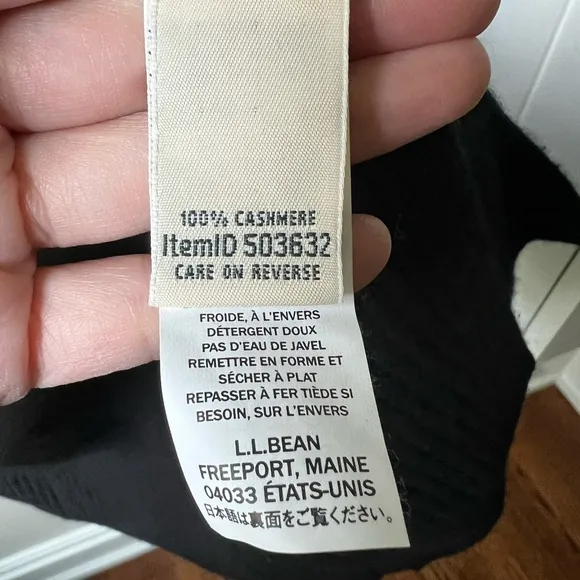 100% CASHMERE
ItemID 503632
CARE ON REVERSE
FROIDE, À L'ENVERS
DÉTERGENT DOUX
PAS D'EAU DE JAVEL
REMETTRE EN FORME ET
SÉCHER À PLAT
REPASSER À FER TIÈDE SI
BESOIN, SUR L'ENVERS
L.L.BEAN
FREEPORT, MAINE
04033 ÉTATS-UNIS
日本語は裏面をご覧ください。